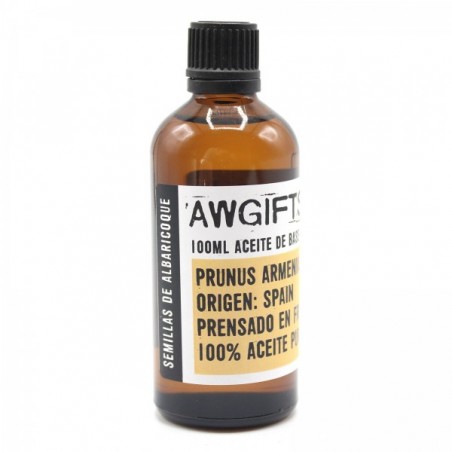 SEMILLAS DE ALBARICOQUE
AWGIFTS
100ML ACEITE DE BAS
PRUNUS ARMENI
ORIGEN: SPAIN
PRENSADO EN F
100% ACEITE PU